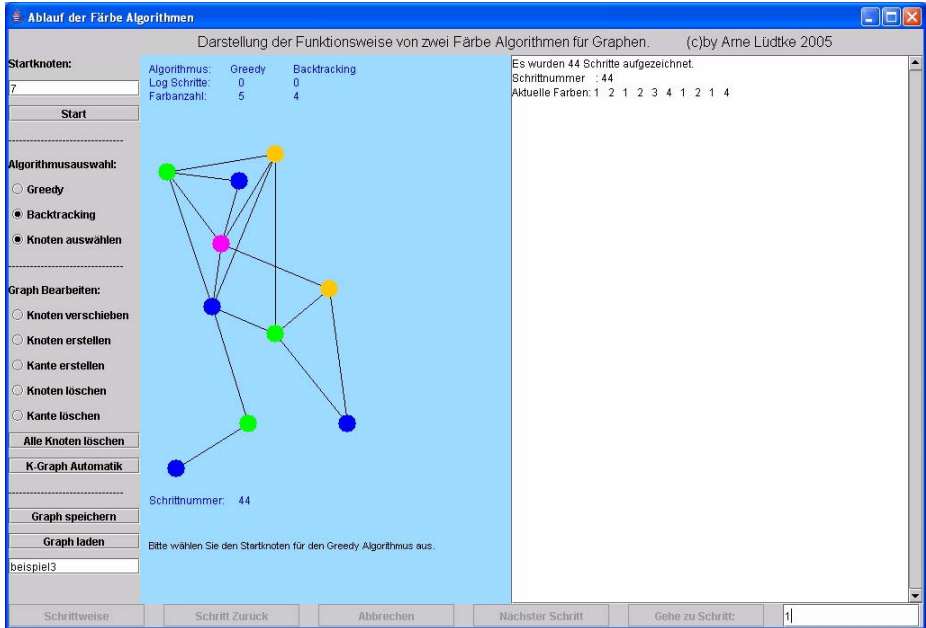 Ablauf der Färbe Algorithmen
Darstellung der Funktionsweise von zwei Färbe Algorithmen für Graphen. (c)by Arne Lüdtke 2005
Startknoten:
7
Start
--------------------------------
Algorithmusauswahl:
Greedy
Backtracking
Knoten auswählen
--------------------------------
Graph Bearbeiten:
Knoten verschieben
Knoten erstellen
Kante erstellen
Knoten löschen
Kante löschen
Alle Knoten löschen
K-Graph Automatik
--------------------------------
Graph speichern
Graph laden
beispiel3
Algorithmus: Greedy Backtracking
Log Schritte: 0 0
Farbanzahl: 5 4
Schrittnummer: 44
Bitte wählen Sie den Startknoten für den Greedy Algorithmus aus.
Es wurden 44 Schritte aufgezeichnet.
Schrittnummer : 44
Aktuelle Farben: 1 2 1 2 3 4 1 2 1 4
Schrittweise Schritt Zurück Abbrechen Nächster Schritt Gehe zu Schritt: 1